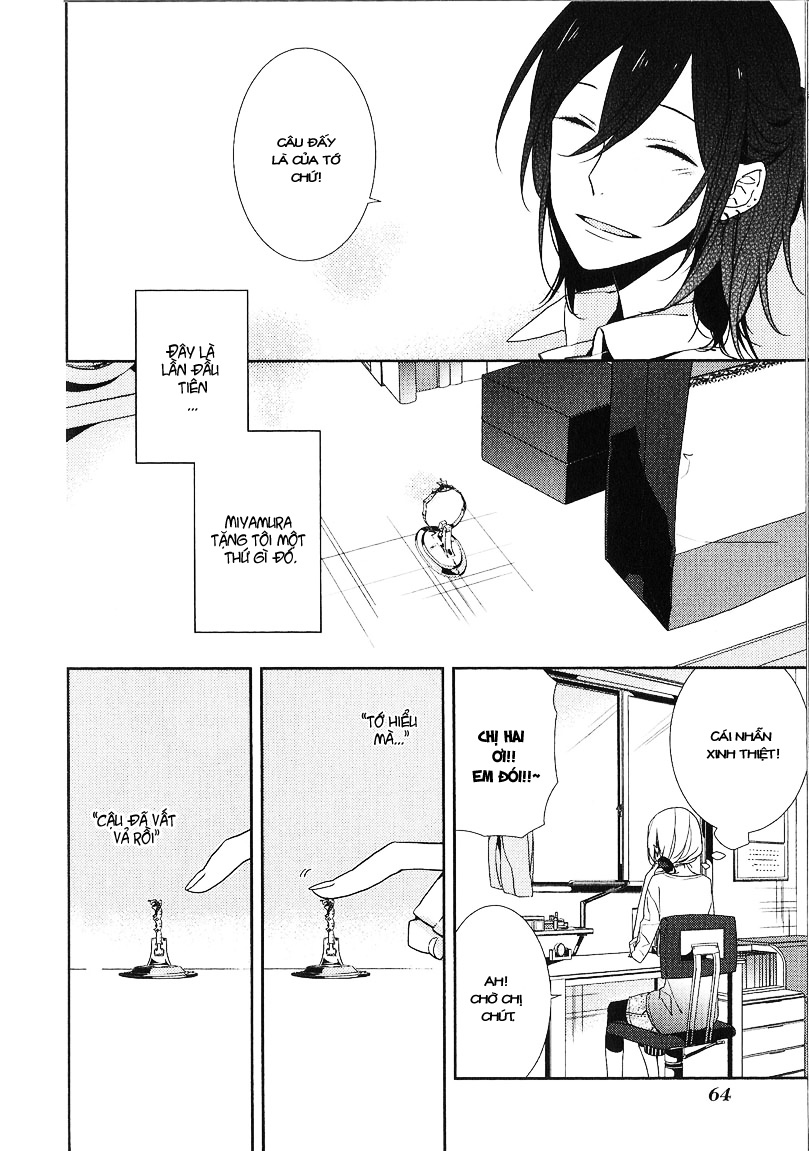 CÂU ĐẤY
LÀ CỦA TỚ
CHỨ!
ĐÂY LÀ
LẦN ĐẦU
TIÊN
...
MIYAMURA
TẶNG TÔI MỘT
THỨ GÌ ĐÓ.
CÁI NHẪN
XINH THIỆT!
CHỊ HAI
ƠI!!
EM ĐÓI!!~
AH!
CHỜ CHỊ
CHÚT.
"TỚ HIỂU
MÀ..."
"CẬU ĐÃ VẤT
VẢ RỒI"
64